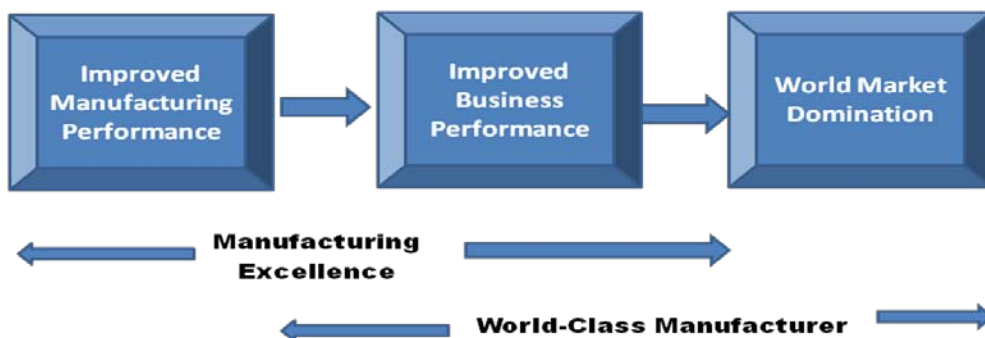 Improved
Manufacturing
Performance
Improved
Business
Performance
World Market
Domination
Manufacturing
Excellence
World-Class Manufacturer